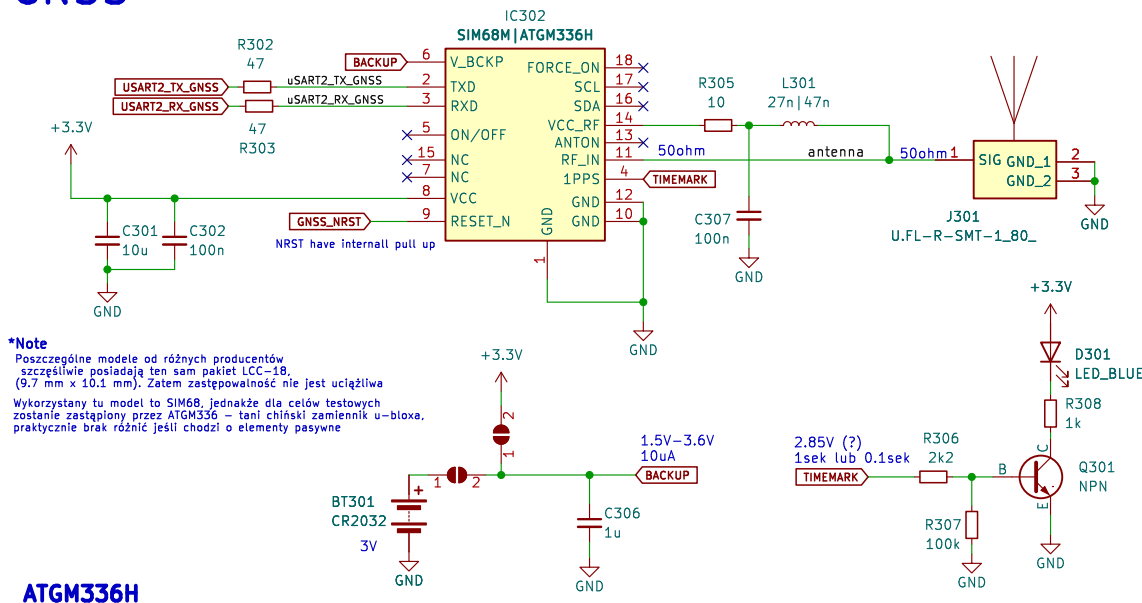 GNSS
IC302
SIM68M|ATGM336H
BACKUP
6
V_BCKP
FORCE_ON
18
R302
47
USART2_TX_GNSS
uSART2_TX_GNSS
2
TXD
SCL
17
USART2_RX_GNSS
uSART2_RX_GNSS
3
RXD
SDA
16
47
R303
VCC_RF
14
R305
10
L301
27n|47n
+3.3V
5
ON/OFF
ANTON
13
15
NC
RF_IN
11
50ohm
antenna
50ohm
1
SIG
GND_1
2
7
NC
1PPS
4
TIMEMARK
GND_2
3
8
VCC
GND
12
GNSS_NRST
9
RESET_N
GND
GND
10
1
NRST have internall pull up
C301
10u
C302
100n
GND
C307
100n
GND
J301
U.FL-R-SMT-1_80_
GND
GND
*Note
Poszczególne modele od różnych producentów
szczęśliwie posiadają ten sam pakiet LCC-18,
(9.7 mm x 10.1 mm). Zatem zastępowalność nie jest uciążliwa
Wykorzystany tu model to SIM68, jednakże dla celów testowych
zostanie zastąpiony przez ATGM336 - tani chiński zamiennik u-bloxa,
praktycznie brak różnić jeśli chodzi o elementy pasywne
+3.3V
2
1
1
2
1.5V-3.6V
10uA
BACKUP
BT301
CR2032
+
3V
GND
C306
1u
GND
+3.3V
D301
LED_BLUE
R308
1k
2.85V (?)
1sek lub 0.1sek
TIMEMARK
R306
2k2
B
C
E
Q301
NPN
R307
100k
GND
GND
ATGM336H